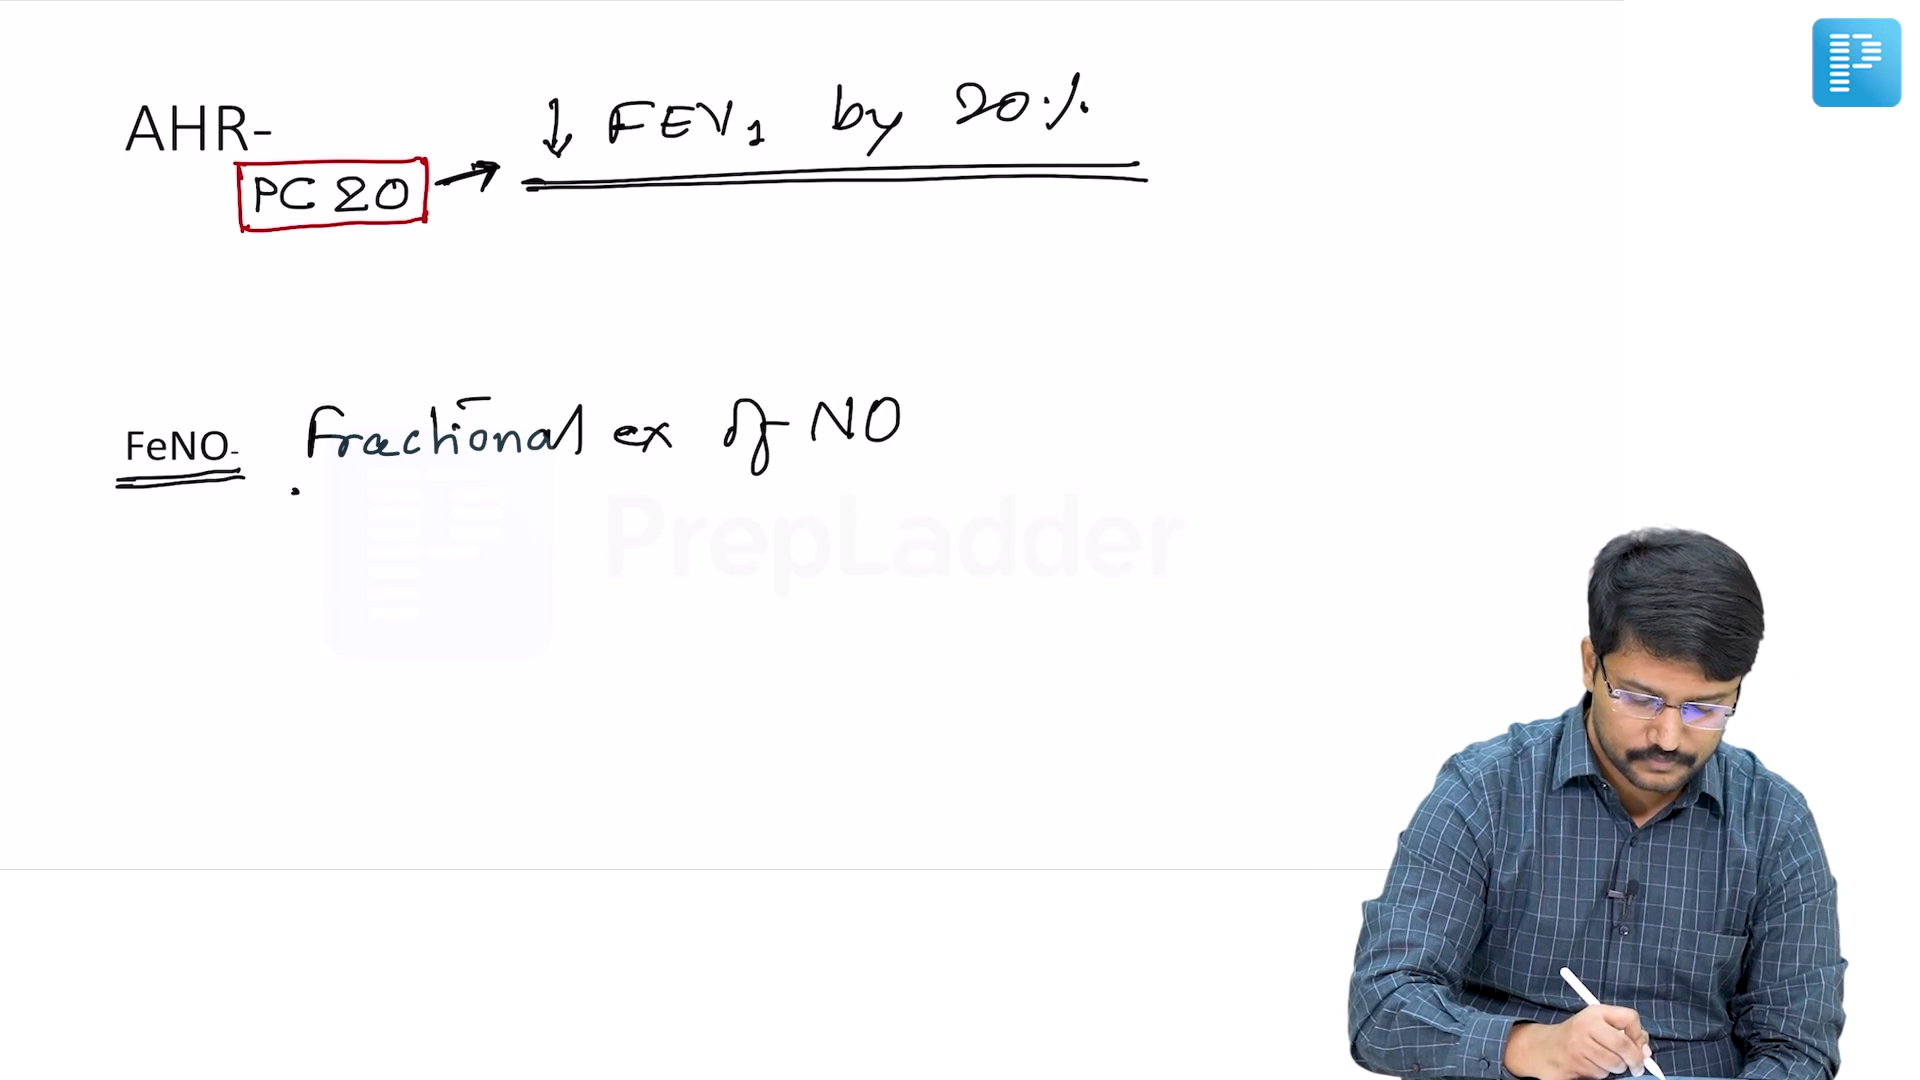 AHR-
↓ FEV1 by 20%
PC 20 →
FeNO- Fractional ex of NO
PrepLadder